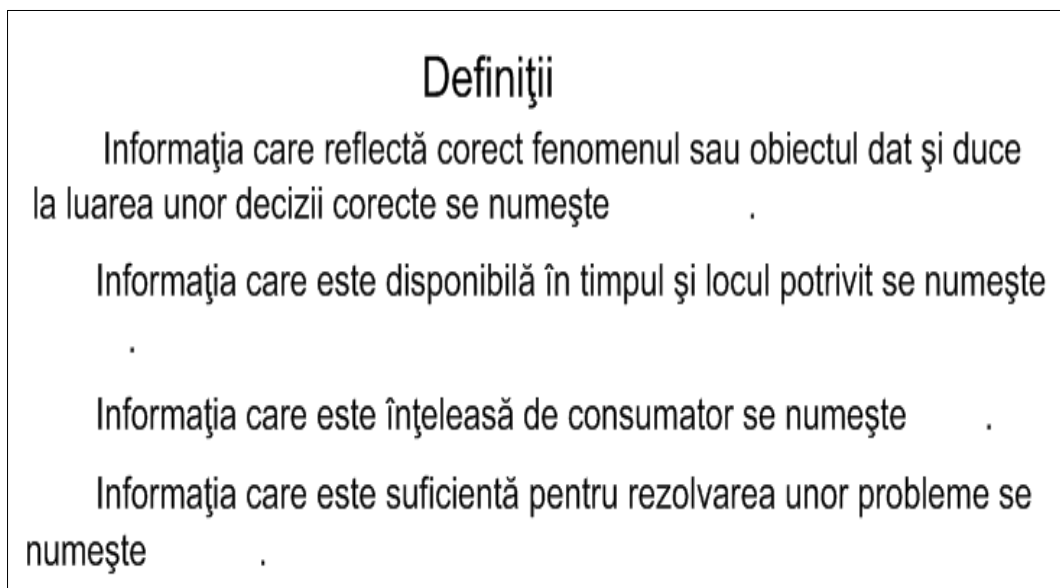 Definiţii
Informaţia care reflectă corect fenomenul sau obiectul dat şi duce
la luarea unor decizii corecte se numeşte .
Informaţia care este disponibilă în timpul şi locul potrivit se numeşte
.
Informaţia care este înţeleasă de consumator se numeşte .
Informaţia care este suficientă pentru rezolvarea unor probleme se
numeşte .